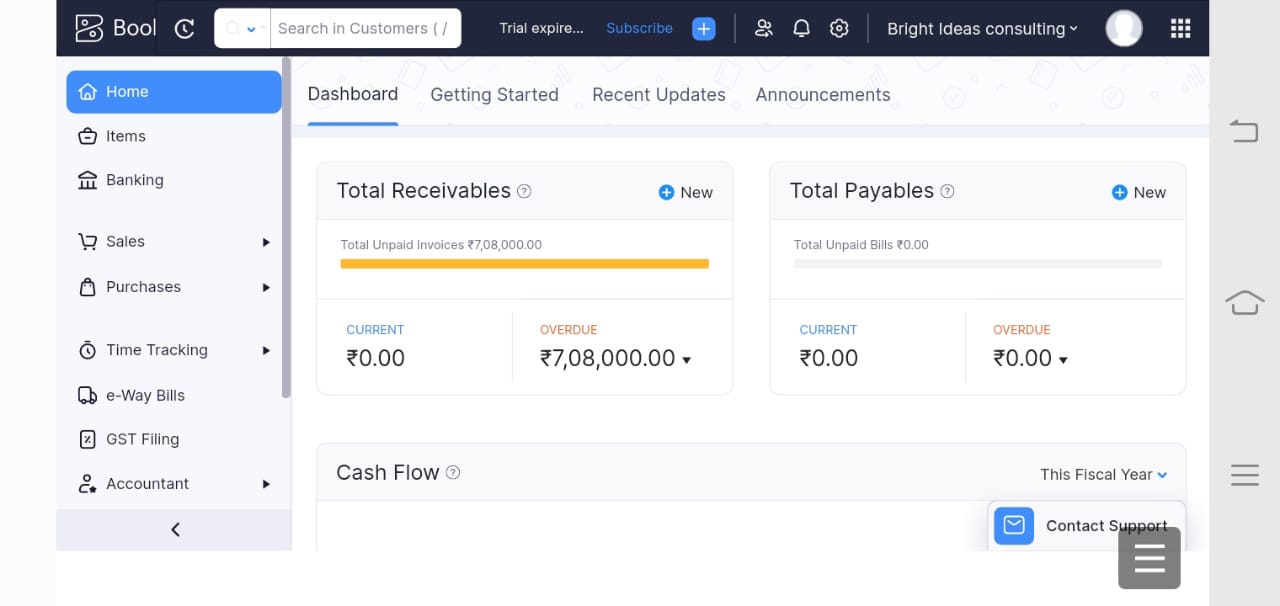 Bool
Search in Customers ( /
Trial expire... Subscribe
Bright Ideas consulting
Home
Items
Banking
Sales
Purchases
Time Tracking
e-Way Bills
GST Filing
Accountant
Dashboard Getting Started Recent Updates Announcements
Total Receivables New
Total Unpaid Invoices ₹7,08,000.00
CURRENT OVERDUE
₹0.00 ₹7,08,000.00
Total Payables New
Total Unpaid Bills ₹0.00
CURRENT OVERDUE
₹0.00 ₹0.00
Cash Flow This Fiscal Year
Contact Support